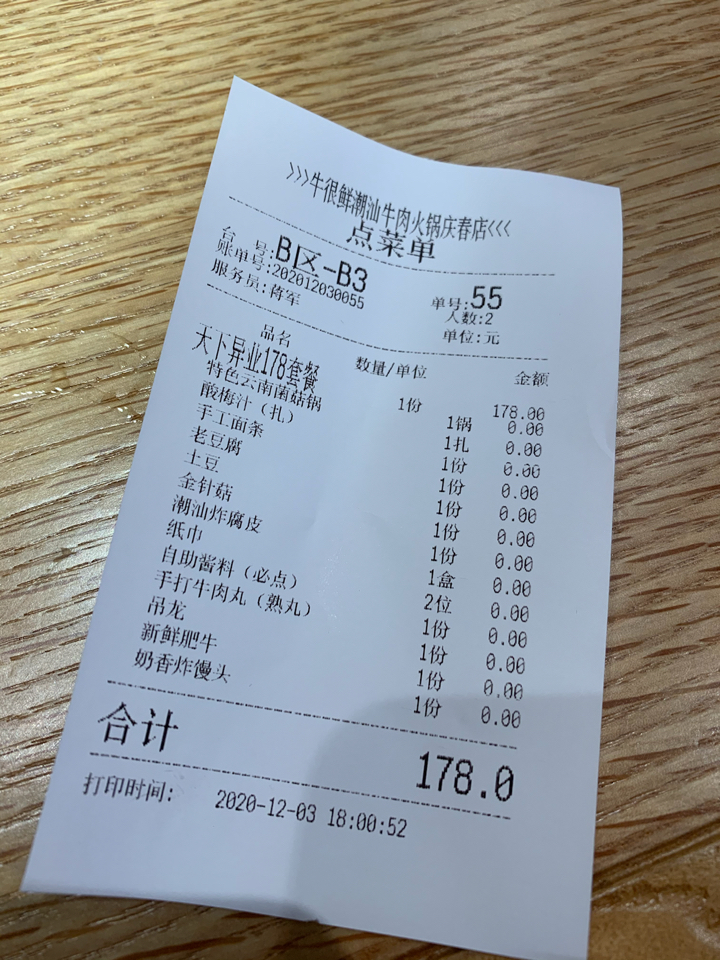 >>>牛很鲜潮汕牛肉火锅庆春店<<<
点菜单
台 号:B区-B3 单号:55
账单号:202012030055 人数:2
服务员:蒋军 单位:元
品名 数量/单位 金额
天下异业178套餐 1份 178.00
特色云南菌菇锅 1锅 0.00
酸梅汁(扎) 1扎 0.00
手工面条 1份 0.00
老豆腐 1份 0.00
土豆 1份 0.00
金针菇 1份 0.00
潮汕炸腐皮 1份 0.00
纸巾 1盒 0.00
自助酱料(必点) 2位 0.00
手打牛肉丸(熟丸) 1份 0.00
吊龙 1份 0.00
新鲜肥牛 1份 0.00
奶香炸馒头 1份 0.00
合计 178.0
打印时间: 2020-12-03 18:00:52